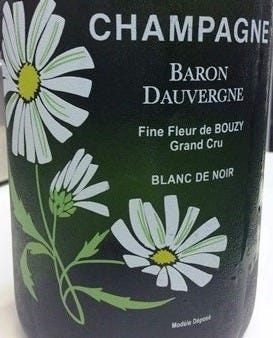 CHAMPAGNE
BARON
DAUVERGNE
Fine Fleur de BOUZY
Grand Cru
BLANC DE NOIR
Modèle Déposé